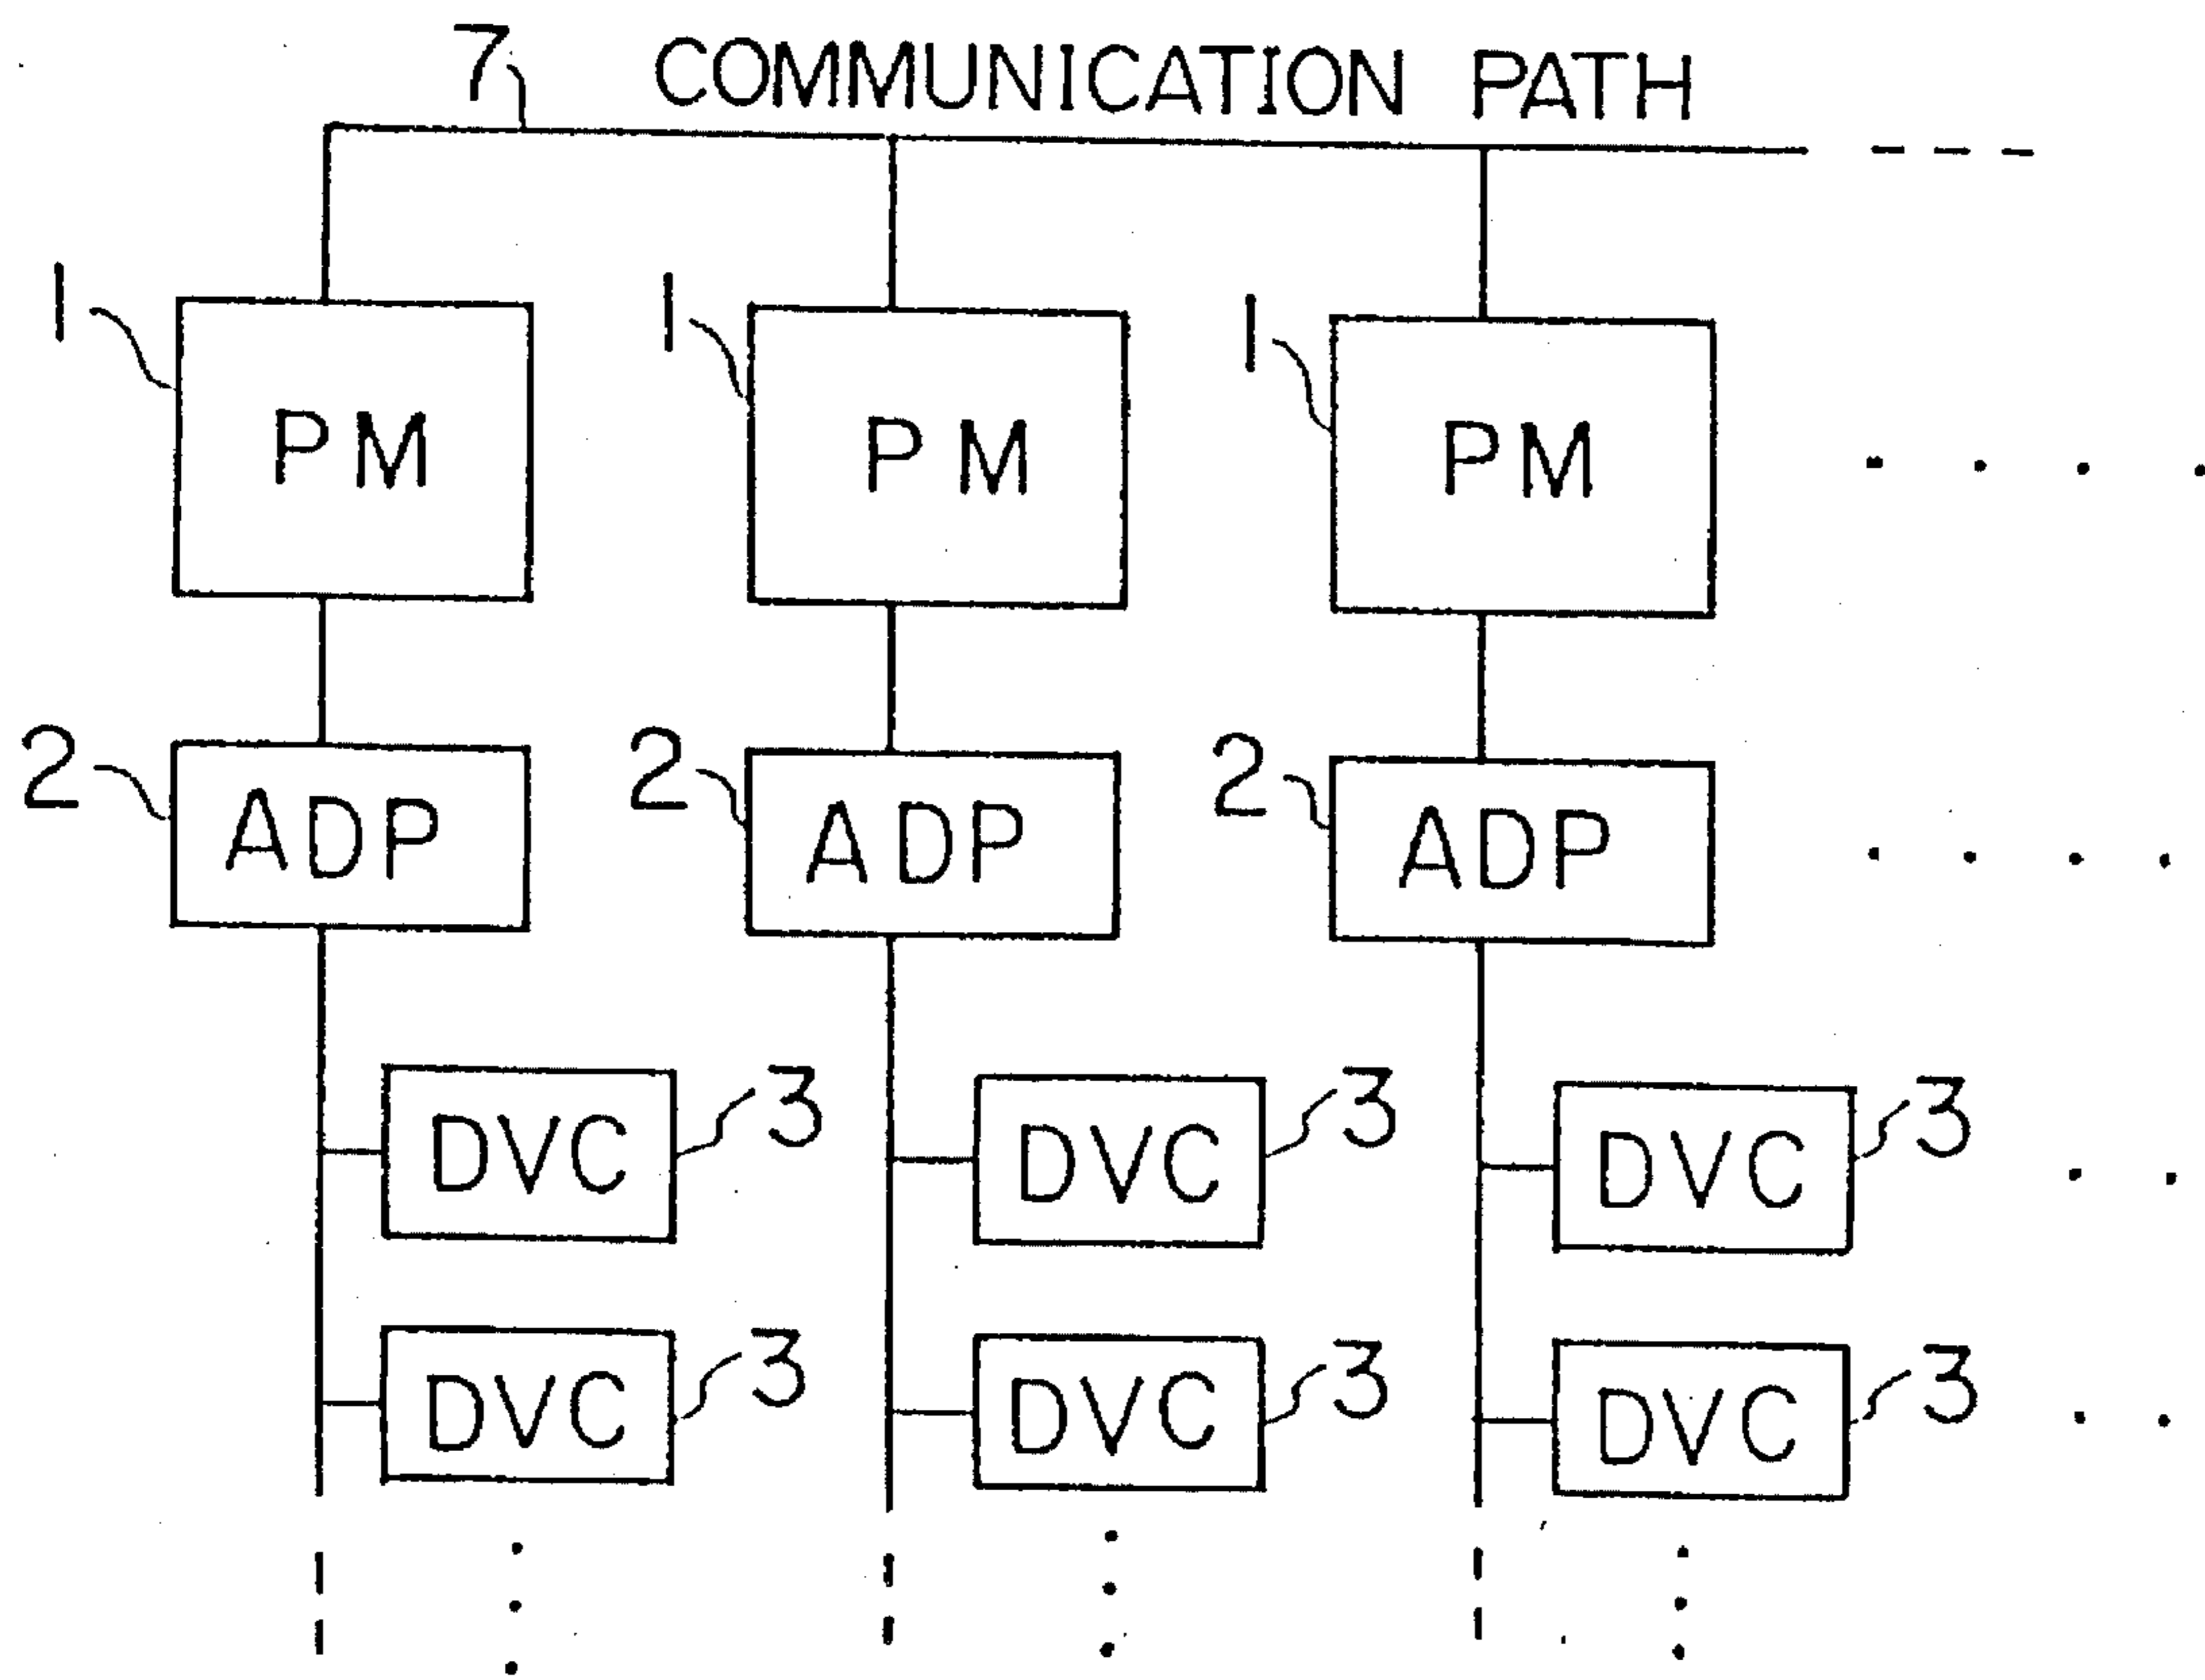 7 COMMUNICATION PATH
1 PM 1 PM 1 PM
2 ADP 2 ADP 2 ADP
DVC 3 DVC 3 DVC 3
DVC 3 DVC 3 DVC 3